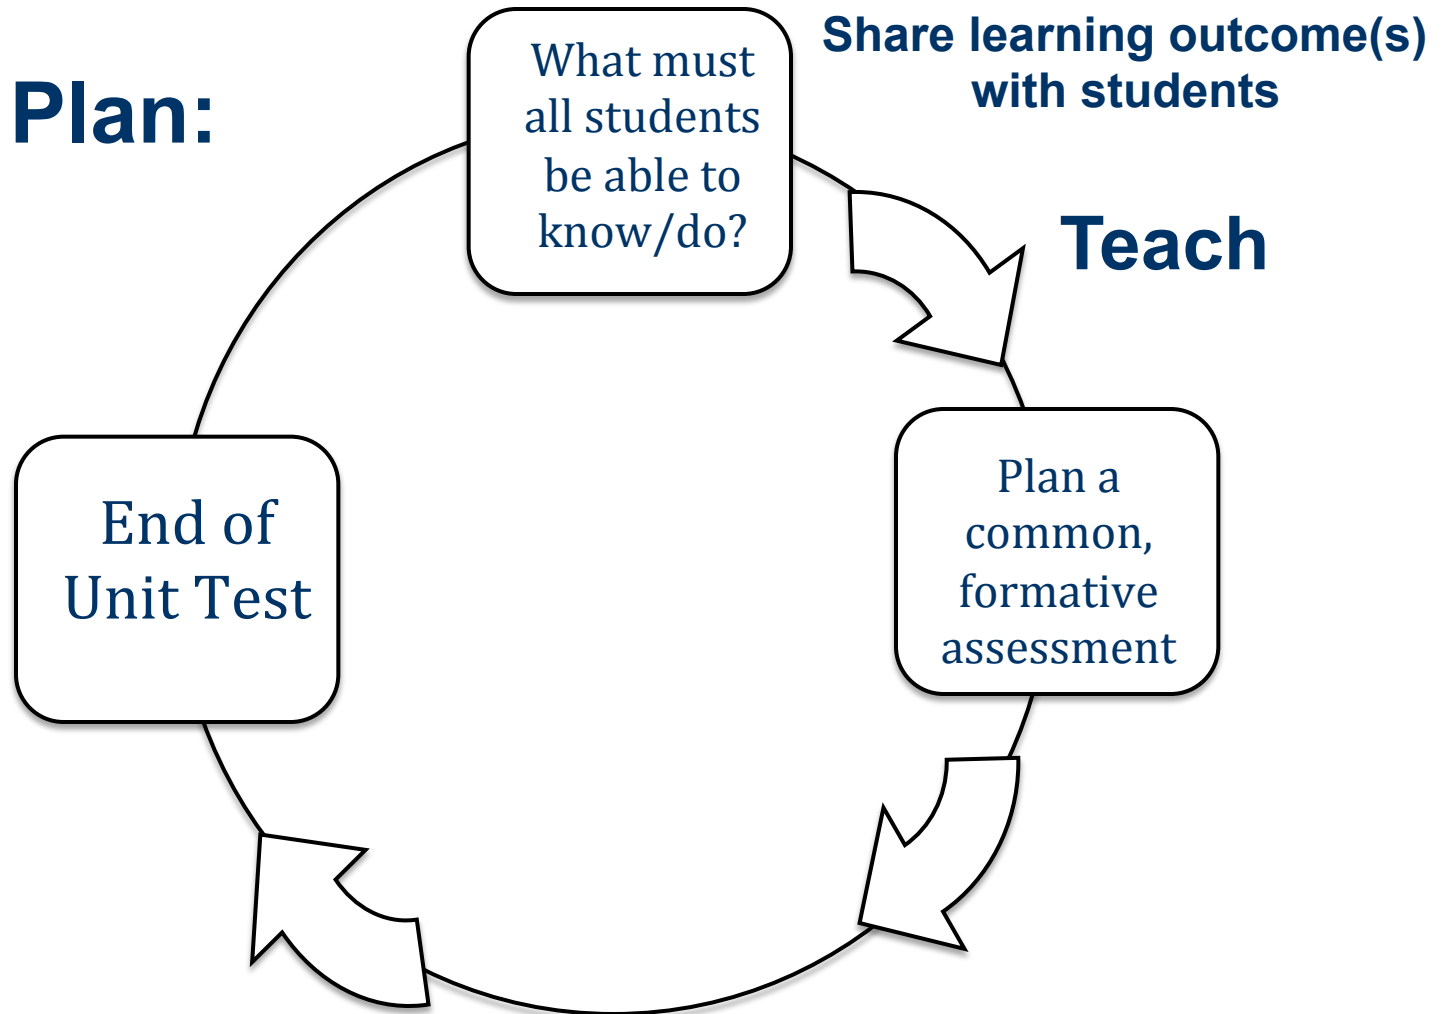 Plan:
What must
all students
be able to
know/do?
Share learning outcome(s)
with students
Teach
Plan a
common,
formative
assessment
End of
Unit Test